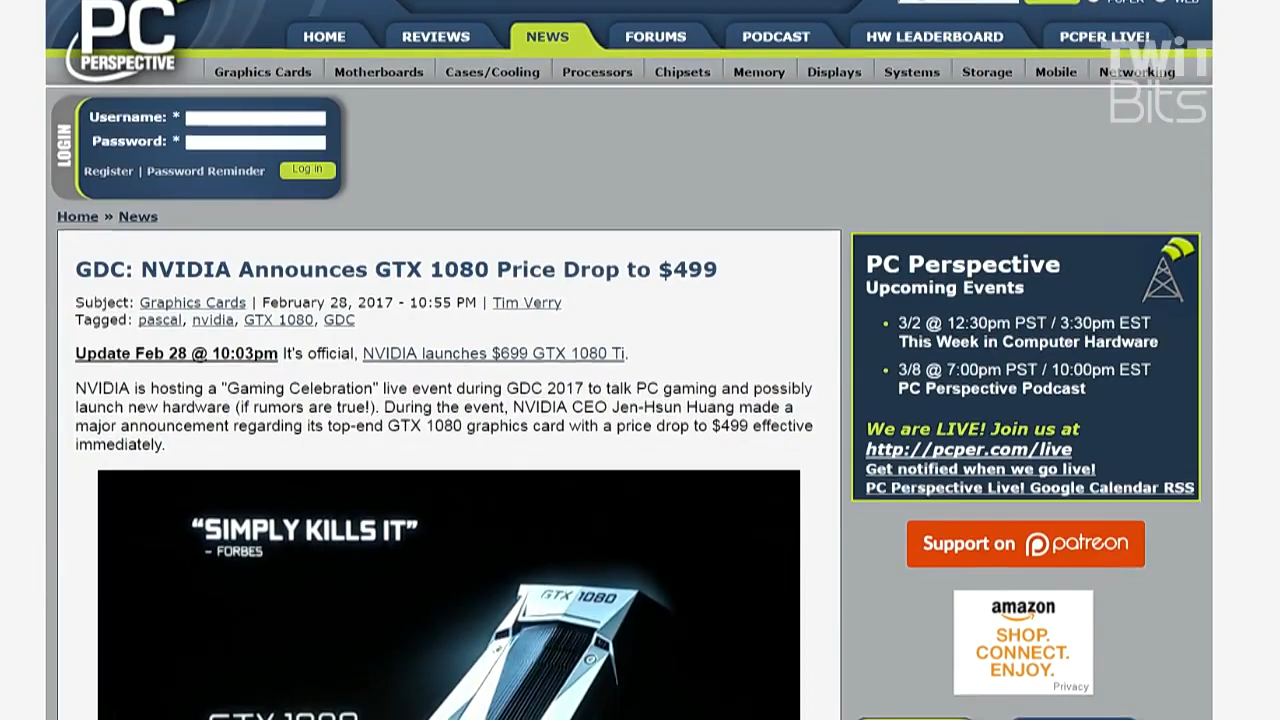 PC
PERSPECTIVE
HOME REVIEWS NEWS FORUMS PODCAST HW LEADERBOARD PCPER LIVE!
TWiT
Bits
Graphics Cards Motherboards Cases/Cooling Processors Chipsets Memory Displays Systems Storage Mobile Networking
LOGIN
Username: *
Password: *
Register | Password Reminder Log in
Home » News
GDC: NVIDIA Announces GTX 1080 Price Drop to $499
Subject: Graphics Cards | February 28, 2017 - 10:55 PM | Tim Verry
Tagged: pascal, nvidia, GTX 1080, GDC
Update Feb 28 @ 10:03pm It's official, NVIDIA launches $699 GTX 1080 Ti.
NVIDIA is hosting a "Gaming Celebration" live event during GDC 2017 to talk PC gaming and possibly
launch new hardware (if rumors are true!). During the event, NVIDIA CEO Jen-Hsun Huang made a
major announcement regarding its top-end GTX 1080 graphics card with a price drop to $499 effective
immediately.
“SIMPLY KILLS IT”
– FORBES
GTX 1080
GTX 1080
PC Perspective
Upcoming Events
• 3/2 @ 12:30pm PST / 3:30pm EST
This Week in Computer Hardware
• 3/8 @ 7:00pm PST / 10:00pm EST
PC Perspective Podcast
We are LIVE! Join us at
http://pcper.com/live
Get notified when we go live!
PC Perspective Live! Google Calendar RSS
Support on patreon
amazon
SHOP.
CONNECT.
ENJOY.
Privacy